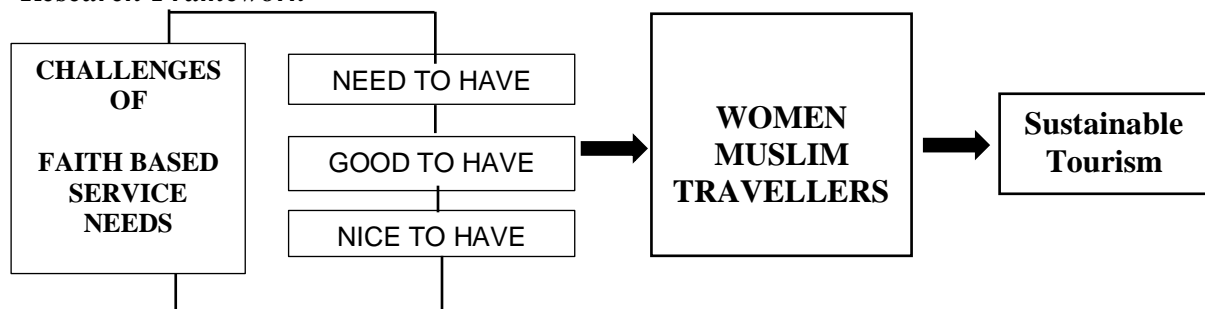 CHALLENGES
OF
FAITH BASED
SERVICE
NEEDS
NEED TO HAVE
GOOD TO HAVE
NICE TO HAVE
WOMEN
MUSLIM
TRAVELLERS
Sustainable
Tourism